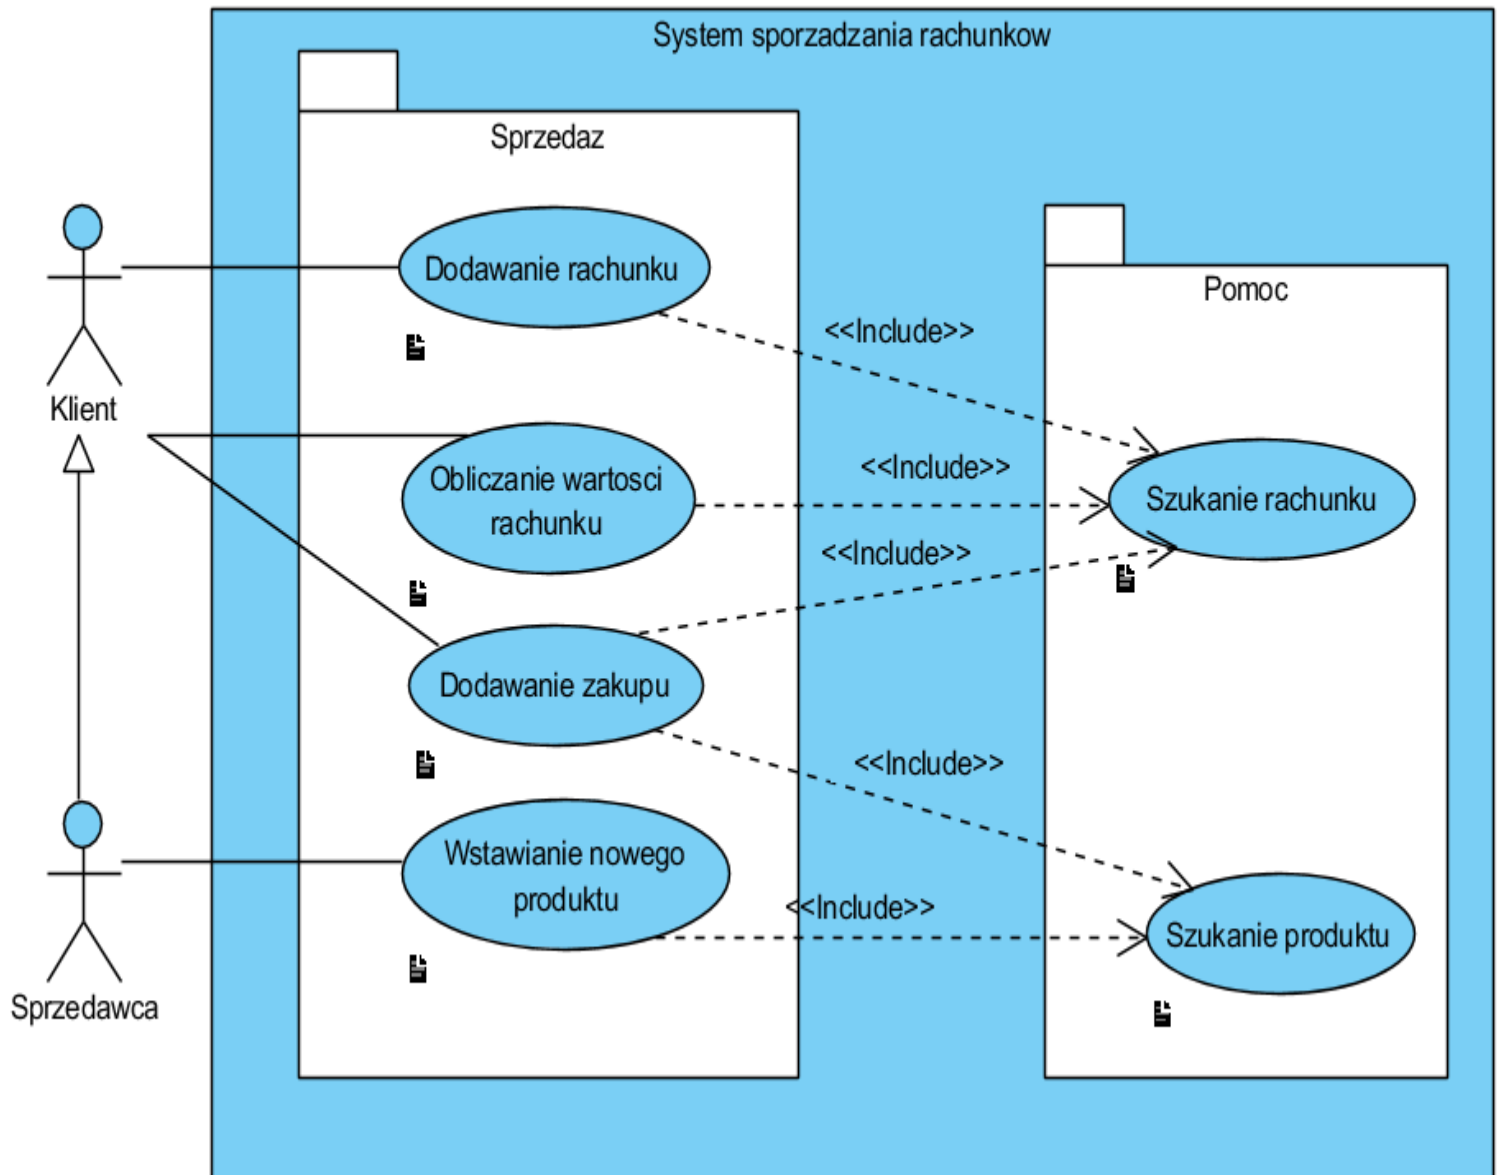 System sporzadzania rachunkow
Sprzedaz
Dodawanie rachunku
Pomoc
<<Include>>
Klient
Obliczanie wartosci
rachunku
<<Include>>
Szukanie rachunku
<<Include>>
Dodawanie zakupu
<<Include>>
Wstawianie nowego
produktu
<<Include>>
Szukanie produktu
Sprzedawca